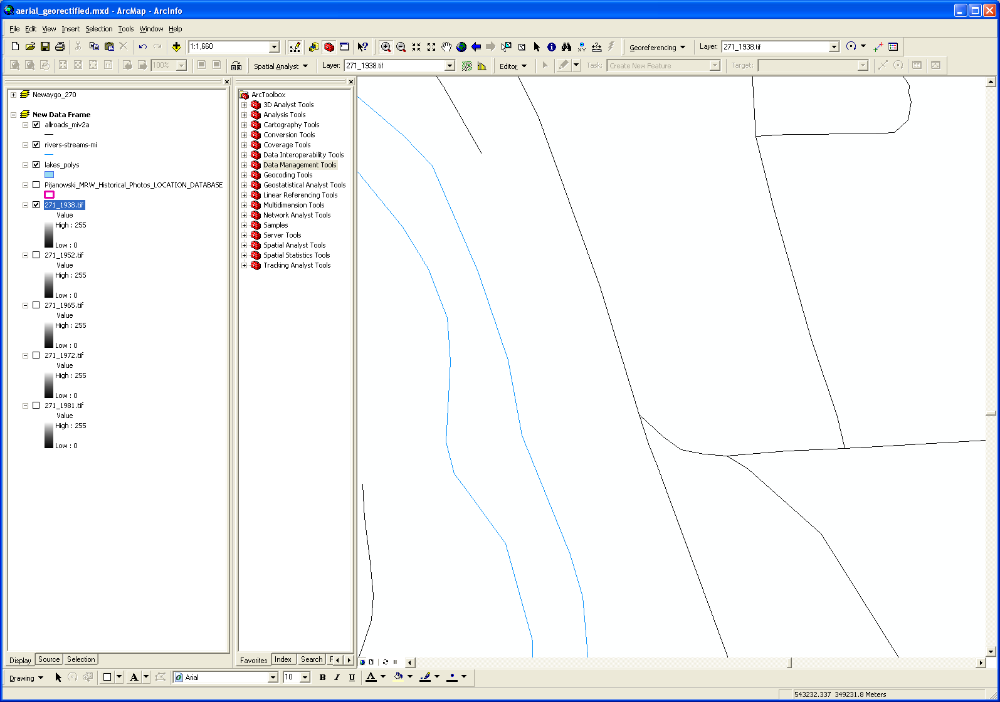 aerial_georectified.mxd - ArcMap - ArcInfo
File Edit View Insert Selection Tools Window Help
1:1,660 Georeferencing Layer: 271_1938.tif
100% Spatial Analyst Layer: 271_1938.tif Editor Task: Create New Feature Target:
Newaygo_270
New Data Frame
allroads_miv2a
rivers-streams-mi
lakes_polys
Pijanowski_MRW_Historical_Photos_LOCATION_DATABASE
271_1938.tif
Value
High : 255
Low : 0
271_1952.tif
Value
High : 255
Low : 0
271_1965.tif
Value
High : 255
Low : 0
271_1972.tif
Value
High : 255
Low : 0
271_1981.tif
Value
High : 255
Low : 0
Display Source Selection
ArcToolbox
3D Analyst Tools
Analysis Tools
Cartography Tools
Conversion Tools
Coverage Tools
Data Interoperability Tools
Data Management Tools
Geocoding Tools
Geostatistical Analyst Tools
Linear Referencing Tools
Multidimension Tools
Network Analyst Tools
Samples
Server Tools
Spatial Analyst Tools
Spatial Statistics Tools
Tracking Analyst Tools
Favorites Index Search
Drawing A Arial 10 B I U A
543232.337 349231.8 Meters